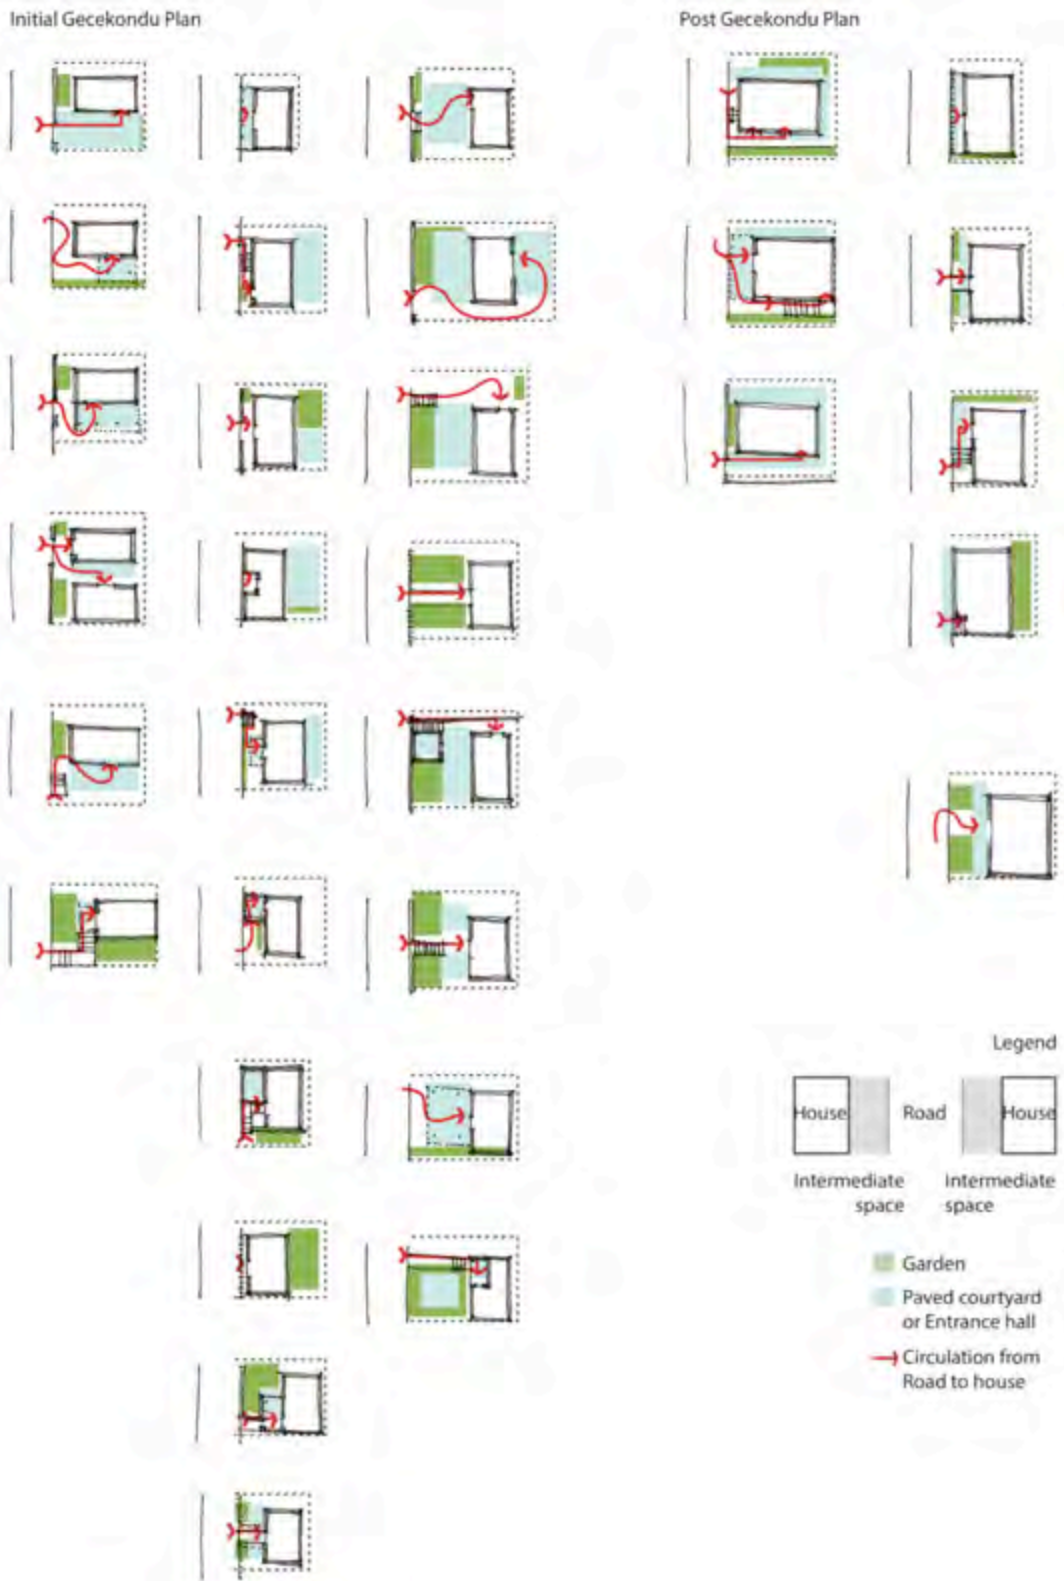 Initial Gecekondu Plan
Post Gecekondu Plan
Legend
House
Road
House
Intermediate
space
Intermediate
space
Garden
Paved courtyard
or Entrance hall
Circulation from
Road to house